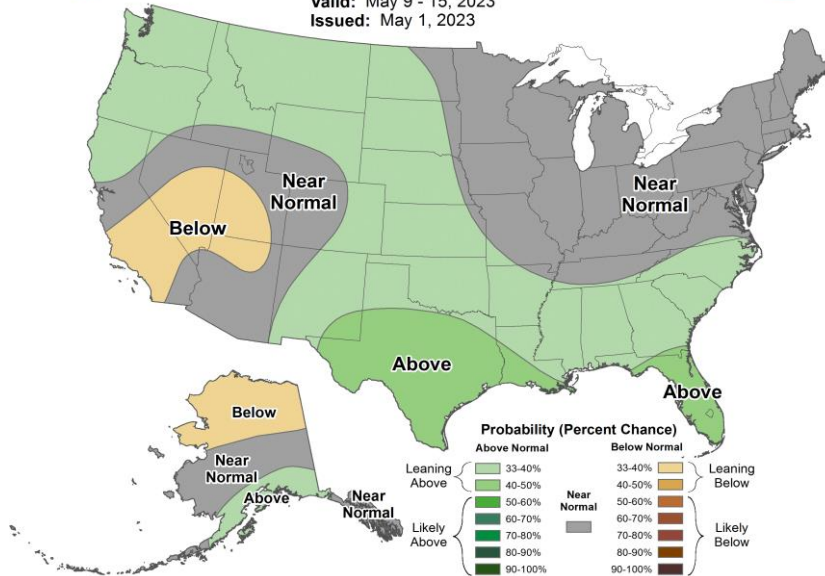 Valid: May 9 - 15, 2023
Issued: May 1, 2023
Near
Normal
Below
Near
Normal
Above
Above
Below
Near
Normal
Above
Near
Normal
Probability (Percent Chance)
Above Normal
Below Normal
Leaning
Above
33-40%
40-50%
Likely
Above
50-60%
60-70%
70-80%
80-90%
90-100%
Near
Normal
33-40%
40-50%
Leaning
Below
50-60%
60-70%
70-80%
80-90%
90-100%
Likely
Below